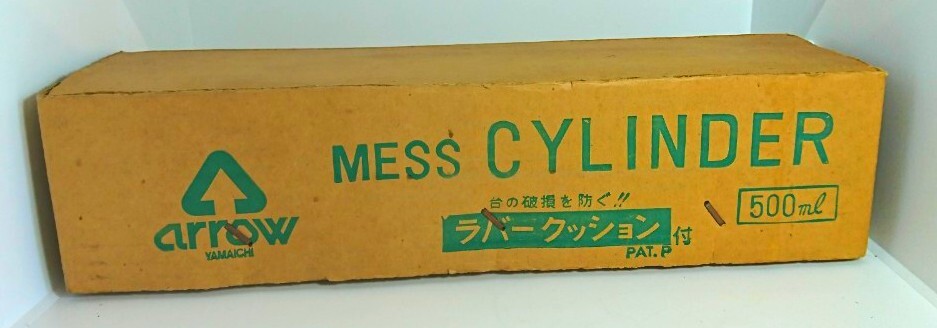 MESS CYLINDER
arrow
YAMAICHI
台の破損を防ぐ!!
ラバークッション付
PAT.P
500ml